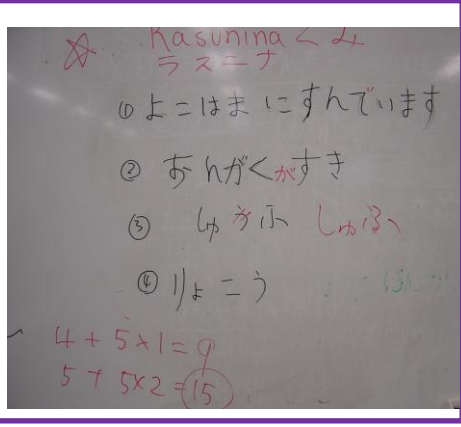 ☆ Kasunina くみ
ラスニナ
① よこはまにすんでいます
② おんがくがすき
③ しゅふ しゅふ
④ りょこう
4 + 5×1 = 9
5 + 5×2 = 15